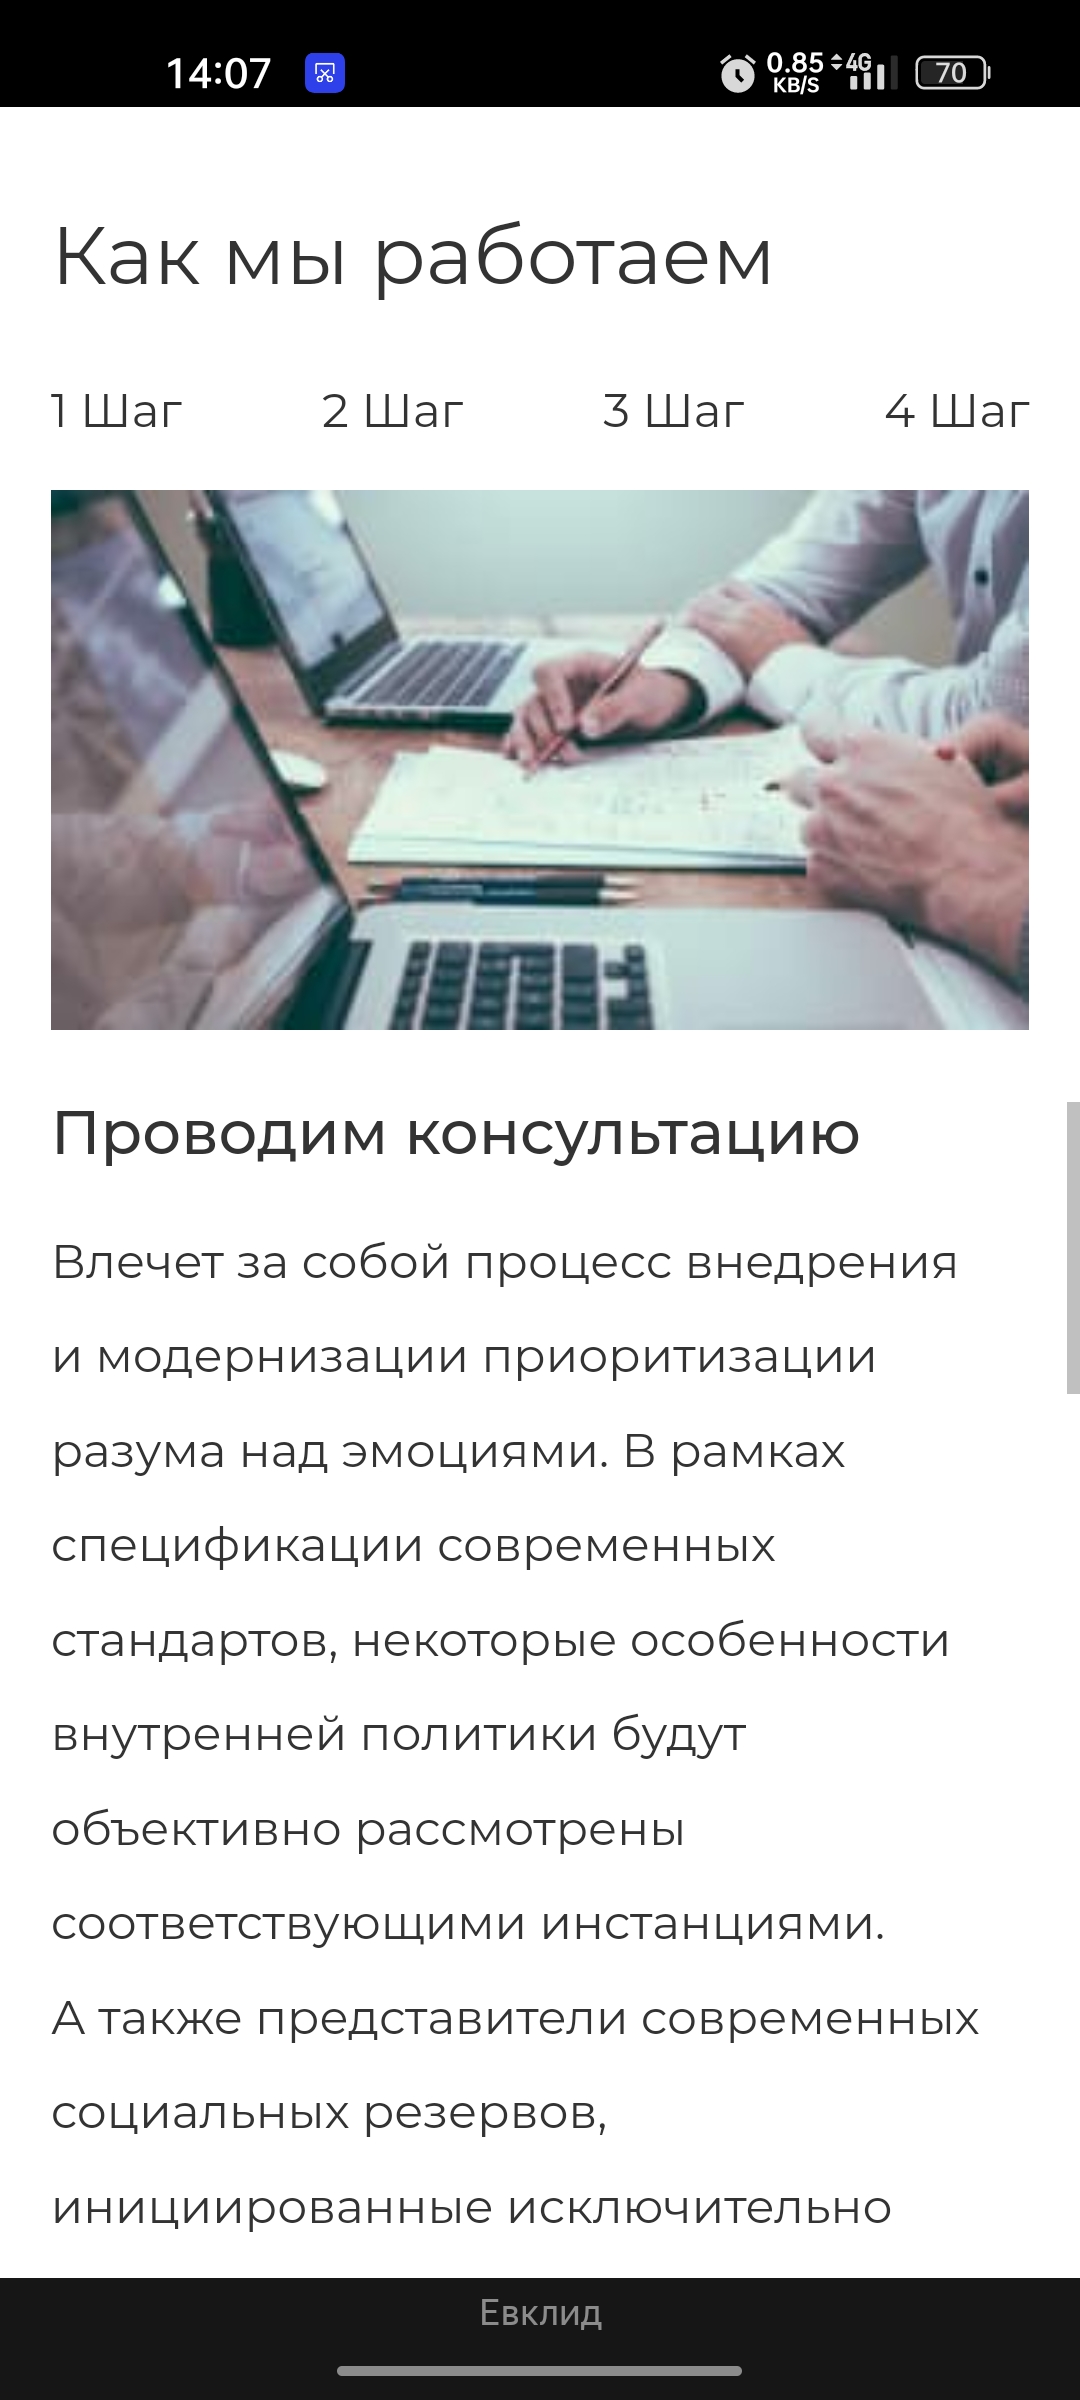 14:07
0.85 KB/S 4G 70
Как мы работаем
1 Шаг 2 Шаг 3 Шаг 4 Шаг
Проводим консультацию
Влечет за собой процесс внедрения
и модернизации приоритизации
разума над эмоциями. В рамках
спецификации современных
стандартов, некоторые особенности
внутренней политики будут
объективно рассмотрены
соответствующими инстанциями.
А также представители современных
социальных резервов,
инициированные исключительно
Евклид